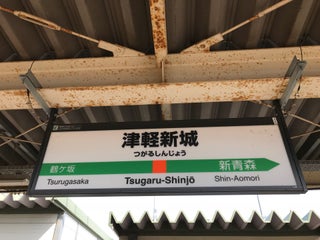 津軽新城
つがるしんじょう
鶴ケ坂
新青森
Tsurugasaka
Tsugaru-Shinjō
Shin-Aomori